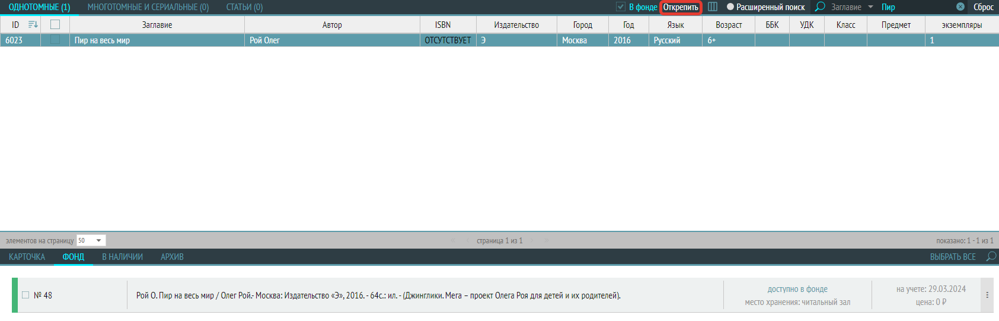 ОДНОТОМНЫЕ (1) МНОГОТОМНЫЕ И СЕРИАЛЬНЫЕ (0) СТАТЬИ (0) В фонде Открепить Расширенный поиск Заглавие Пир Сброс
ID Заглавие Автор ISBN Издательство Город Год Язык Возраст ББК УДК Класс Предмет экземпляры
6023 Пир на весь мир Рой Олег ОТСУТСТВУЕТ Э Москва 2016 Русский 6+ 1
элементов на страницу 50 « ‹ страница 1 из 1 › » показано: 1 - 1 из 1
КАРТОЧКА ФОНД В НАЛИЧИИ АРХИВ ВЫБРАТЬ ВСЕ
№ 48 Рой О. Пир на весь мир / Олег Рой.- Москва: Издательство «Э», 2016. - 64с.: ил. - (Джинглики. Мега – проект Олега Роя для детей и их родителей).
доступно в фонде
место хранения: читальный зал
на учете: 29.03.2024
цена: 0 ₽